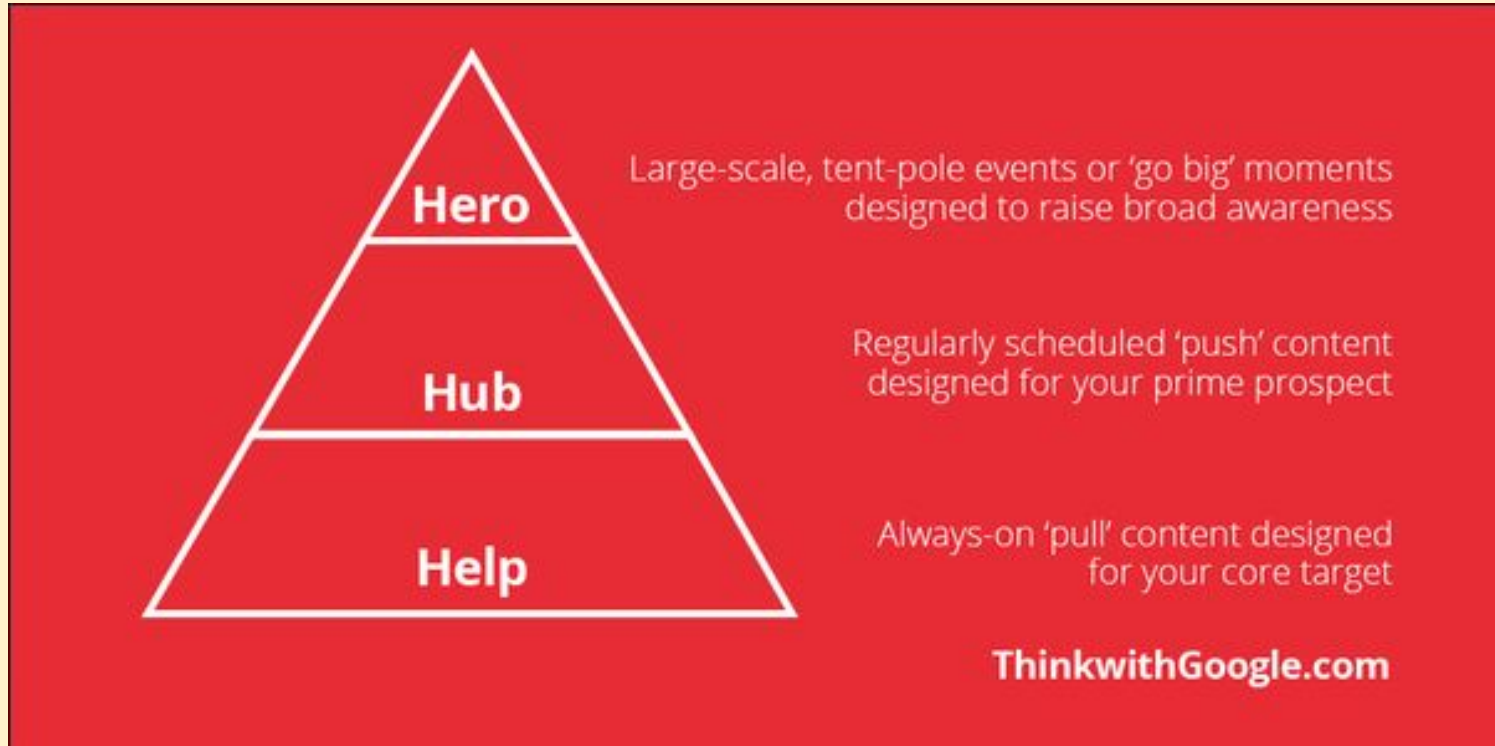 Hero
Large-scale, tent-pole events or ‘go big’ moments
designed to raise broad awareness
Hub
Regularly scheduled ‘push’ content
designed for your prime prospect
Help
Always-on ‘pull’ content designed
for your core target
ThinkwithGoogle.com